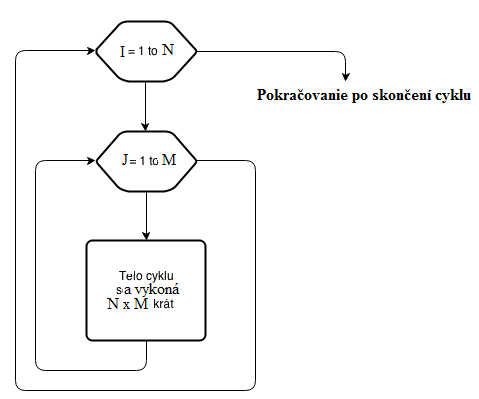 I = 1 to N
Pokračovanie po skončení cyklu
J= 1 to M
Telo cyklu
sa vykoná
N x M krát